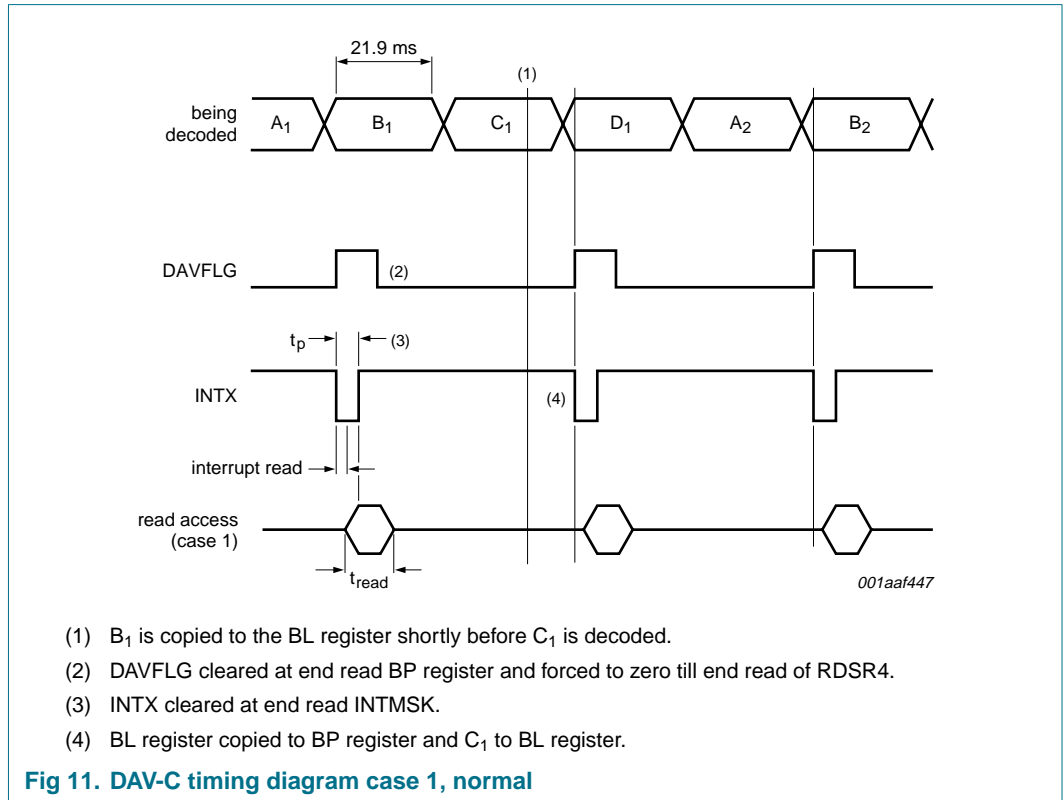 21.9 ms
(1)
being
decoded
A1 B1 C1 D1 A2 B2
DAVFLG
(2)
tp
(3)
INTX
(4)
interrupt read
read access
(case 1)
tread
001aaf447
(1) B1 is copied to the BL register shortly before C1 is decoded.
(2) DAVFLG cleared at end read BP register and forced to zero till end read of RDSR4.
(3) INTX cleared at end read INTMSK.
(4) BL register copied to BP register and C1 to BL register.
Fig 11. DAV-C timing diagram case 1, normal